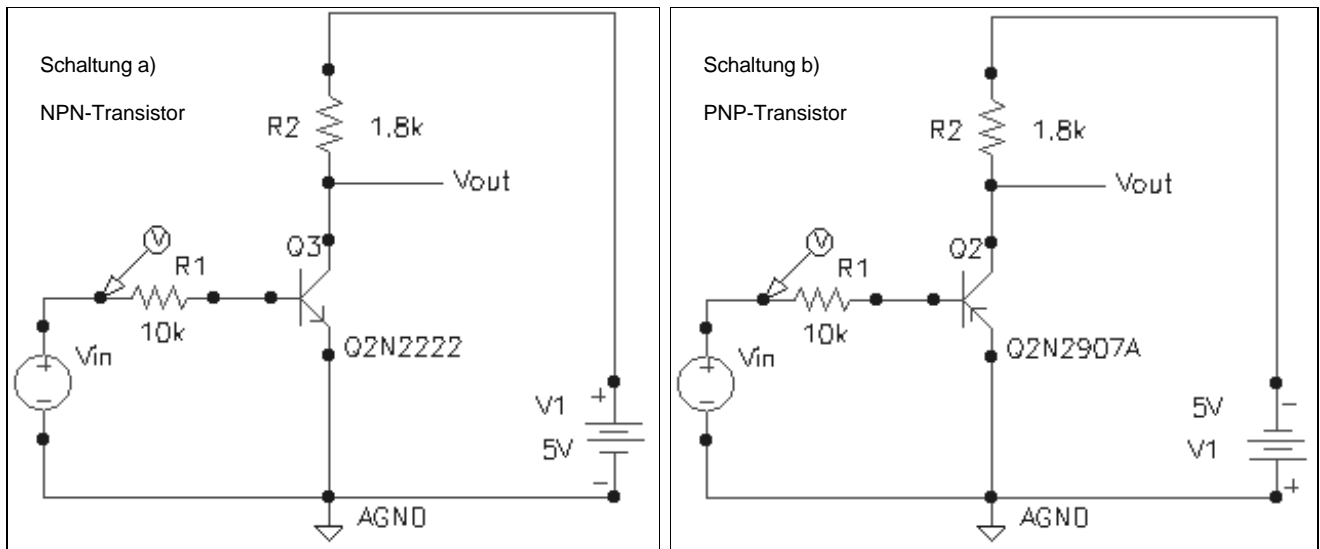 Schaltung a)
NPN-Transistor
R2 1.8k
Vout
V
Q3
R1
10k
Q2N2222
Vin
+
-
V1 +
5V
-
AGND
Schaltung b)
PNP-Transistor
R2 1.8k
Vout
V
Q2
R1
10k
Q2N2907A
Vin
+
-
5V -
V1
+
AGND